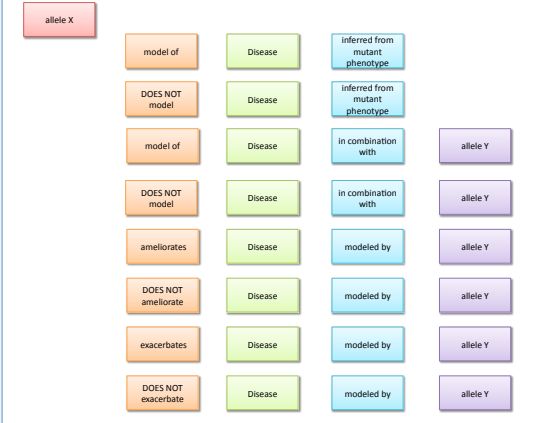 allele X
inferred from
model of Disease mutant
phenotype
inferred from
DOES NOT
model Disease mutant
phenotype
model of Disease in combination
with allele Y
DOES NOT
model Disease in combination
with allele Y
ameliorates Disease modeled by allele Y
DOES NOT
ameliorate Disease modeled by allele Y
exacerbates Disease modeled by allele Y
DOES NOT
exacerbate Disease modeled by allele Y